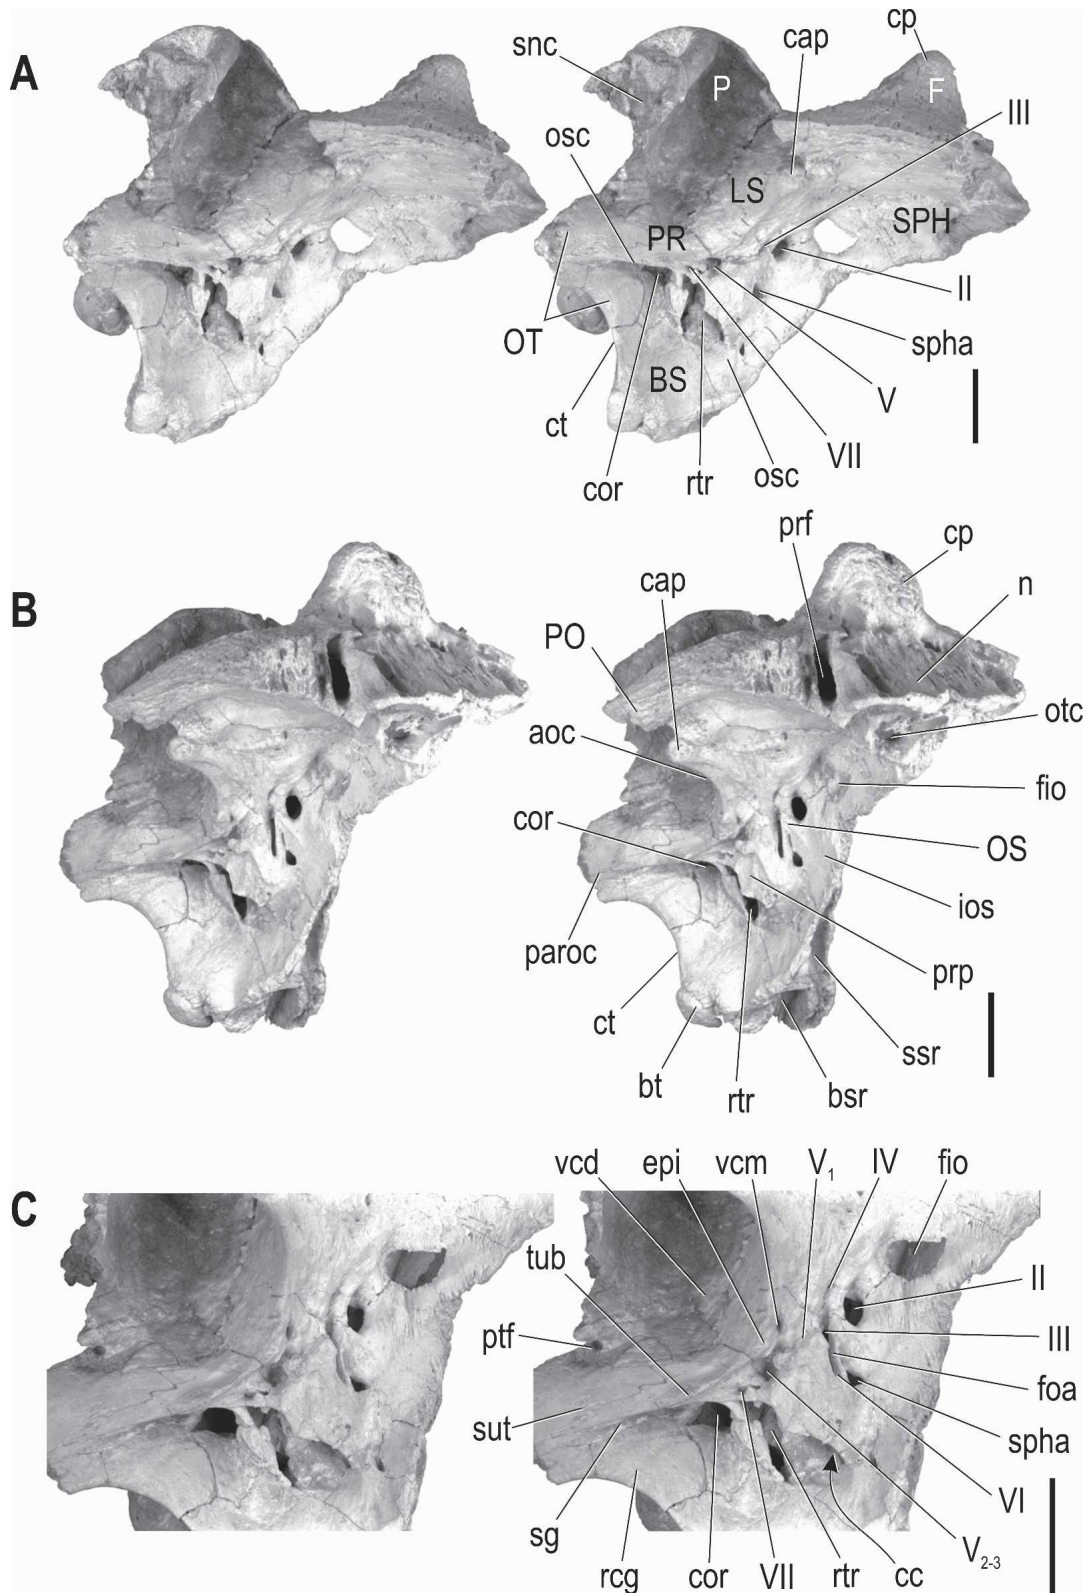 A
snc
cap
cp
P
F
III
osc
LS
PR
SPH
II
OT
spha
BS
V
ct
VII
osc
cor
rtr
B
prf
cp
cap
n
PO
otc
aoc
fio
cor
OS
ios
paroc
prp
ct
ssr
bt
rtr
bsr
C
vcd
epi
vcm
V1
IV
fio
tub
II
ptf
III
foa
sut
spha
sg
VI
V2-3
rcg
cor
VII
rtr
cc